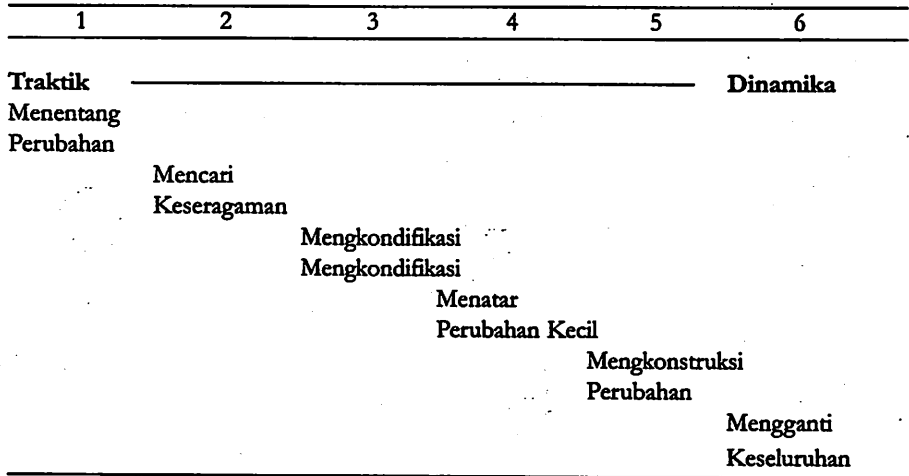 1 2 3 4 5 6
Traktik Dinamika
Menentang
Perubahan
Mencari
Keseragaman
Mengkondifikasi
Mengkondifikasi
Menatar
Perubahan Kecil
Mengkonstruksi
Perubahan
Mengganti
Keseluruhan